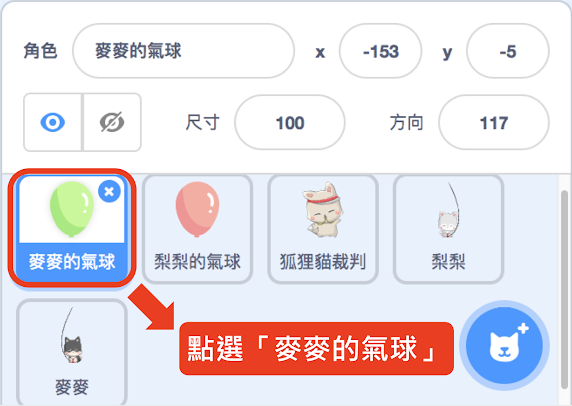 角色 麥麥的氣球 x -153 y -5
尺寸 100 方向 117
麥麥的氣球 梨梨的氣球 狐狸貓裁判 梨梨
點選「麥麥的氣球」
麥麥